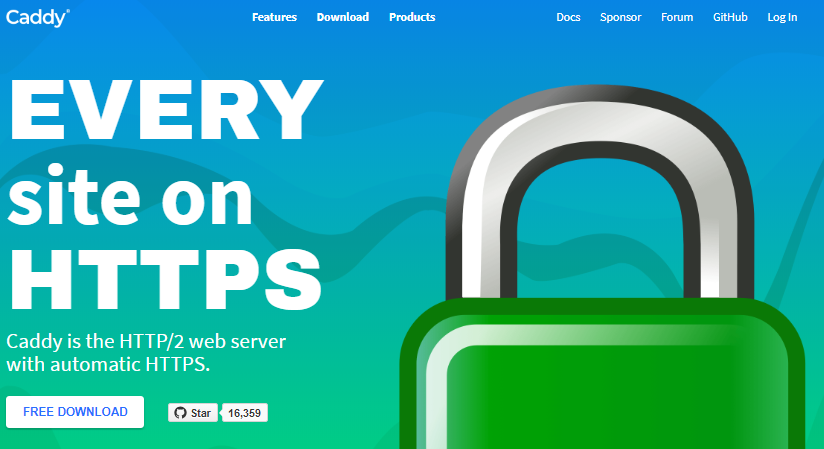 Caddy®
Features Download Products Docs Sponsor Forum GitHub Log In
EVERY
site on
HTTPS
Caddy is the HTTP/2 web server
with automatic HTTPS.
FREE DOWNLOAD
Star 16,359